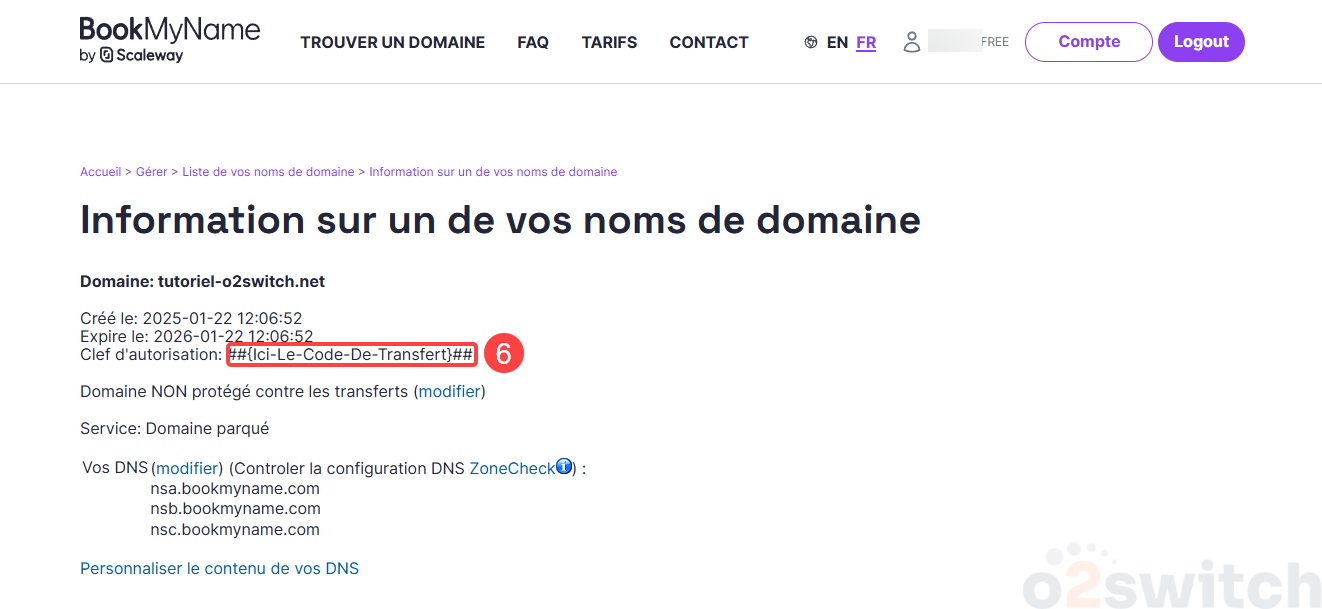 BookMyName
by Scaleway
TROUVER UN DOMAINE FAQ TARIFS CONTACT EN FR FREE Compte Logout
Accueil > Gérer > Liste de vos noms de domaine > Information sur un de vos noms de domaine
Information sur un de vos noms de domaine
Domaine: tutoriel-o2switch.net
Créé le: 2025-01-22 12:06:52
Expire le: 2026-01-22 12:06:52
Clef d'autorisation: ##{Ici-Le-Code-De-Transfert}## 6
Domaine NON protégé contre les transferts (modifier)
Service: Domaine parqué
Vos DNS (modifier) (Controler la configuration DNS ZoneCheck) :
nsa.bookmyname.com
nsb.bookmyname.com
nsc.bookmyname.com
Personnaliser le contenu de vos DNS
o2switch